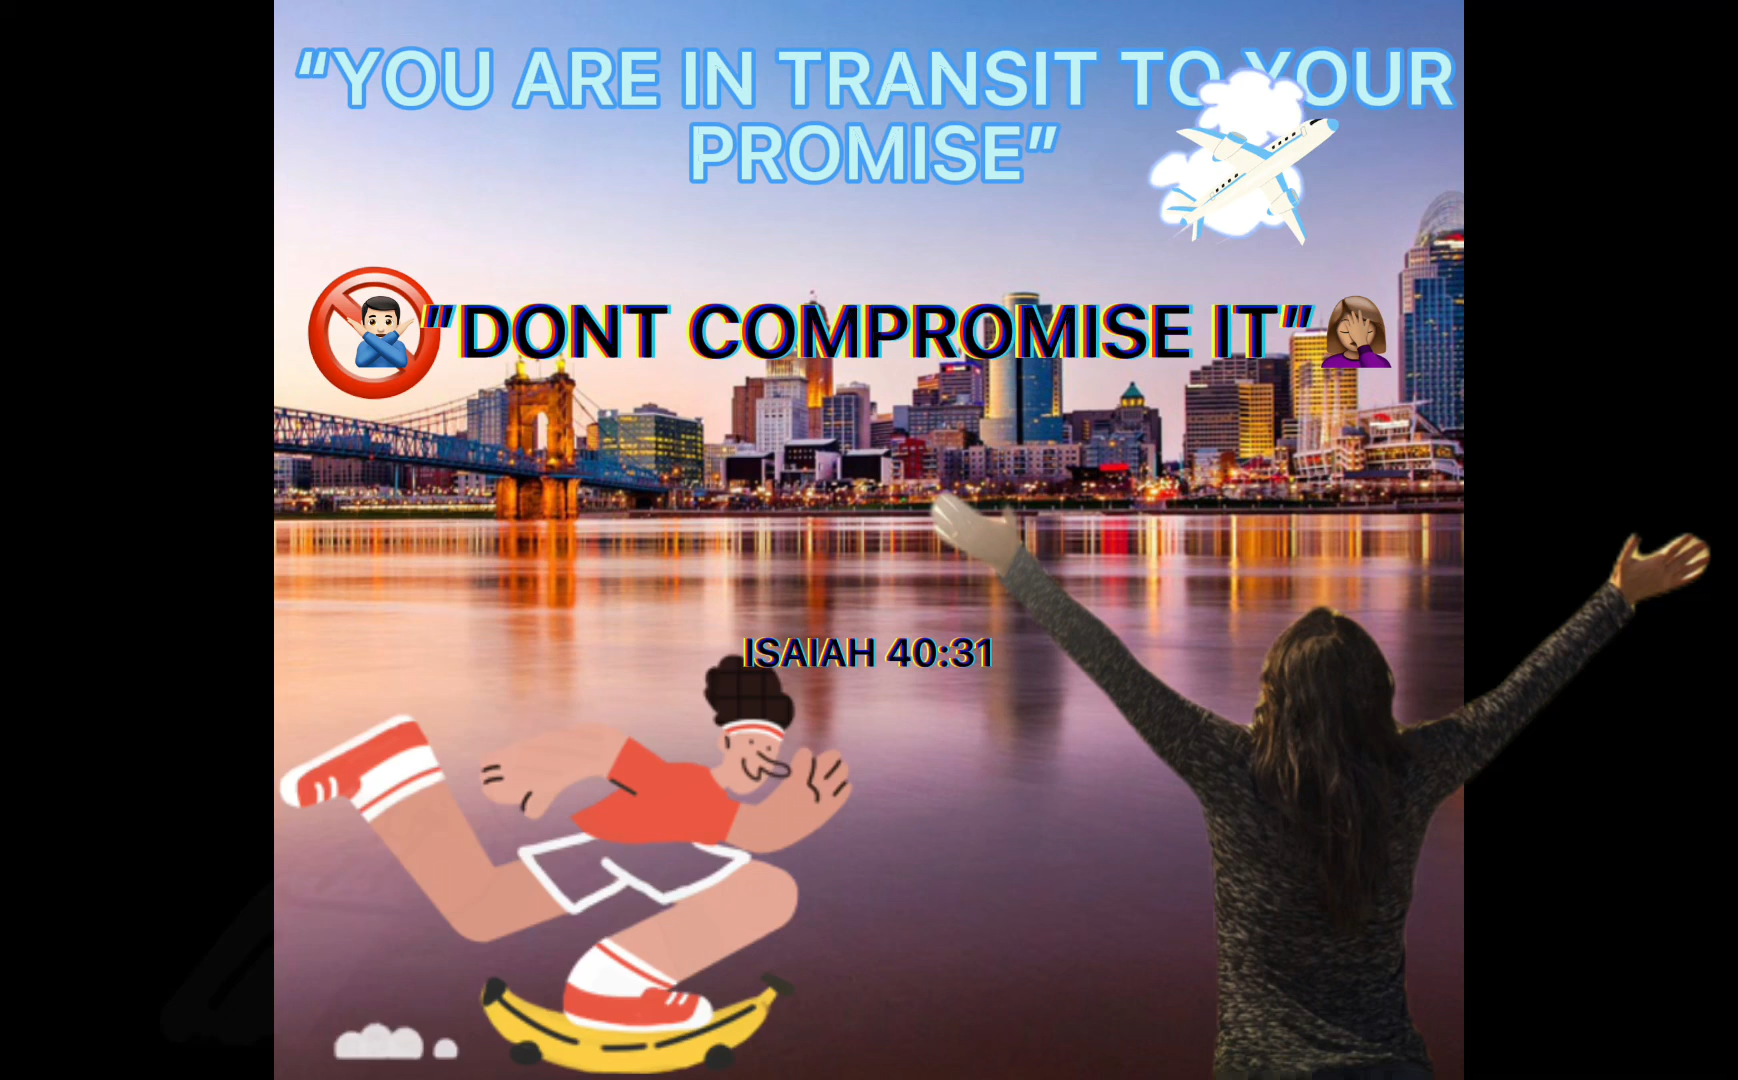 "YOU ARE IN TRANSIT TO YOUR
PROMISE"
"DONT COMPROMISE IT"
ISAIAH 40:31